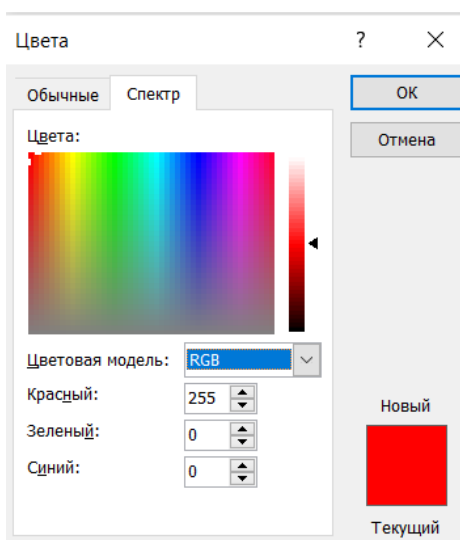 Цвета ?
Обычные Спектр
ОК
Отмена
Цвета:
Цветовая модель: RGB
Красный: 255
Зеленый: 0
Синий: 0
Новый
Текущий